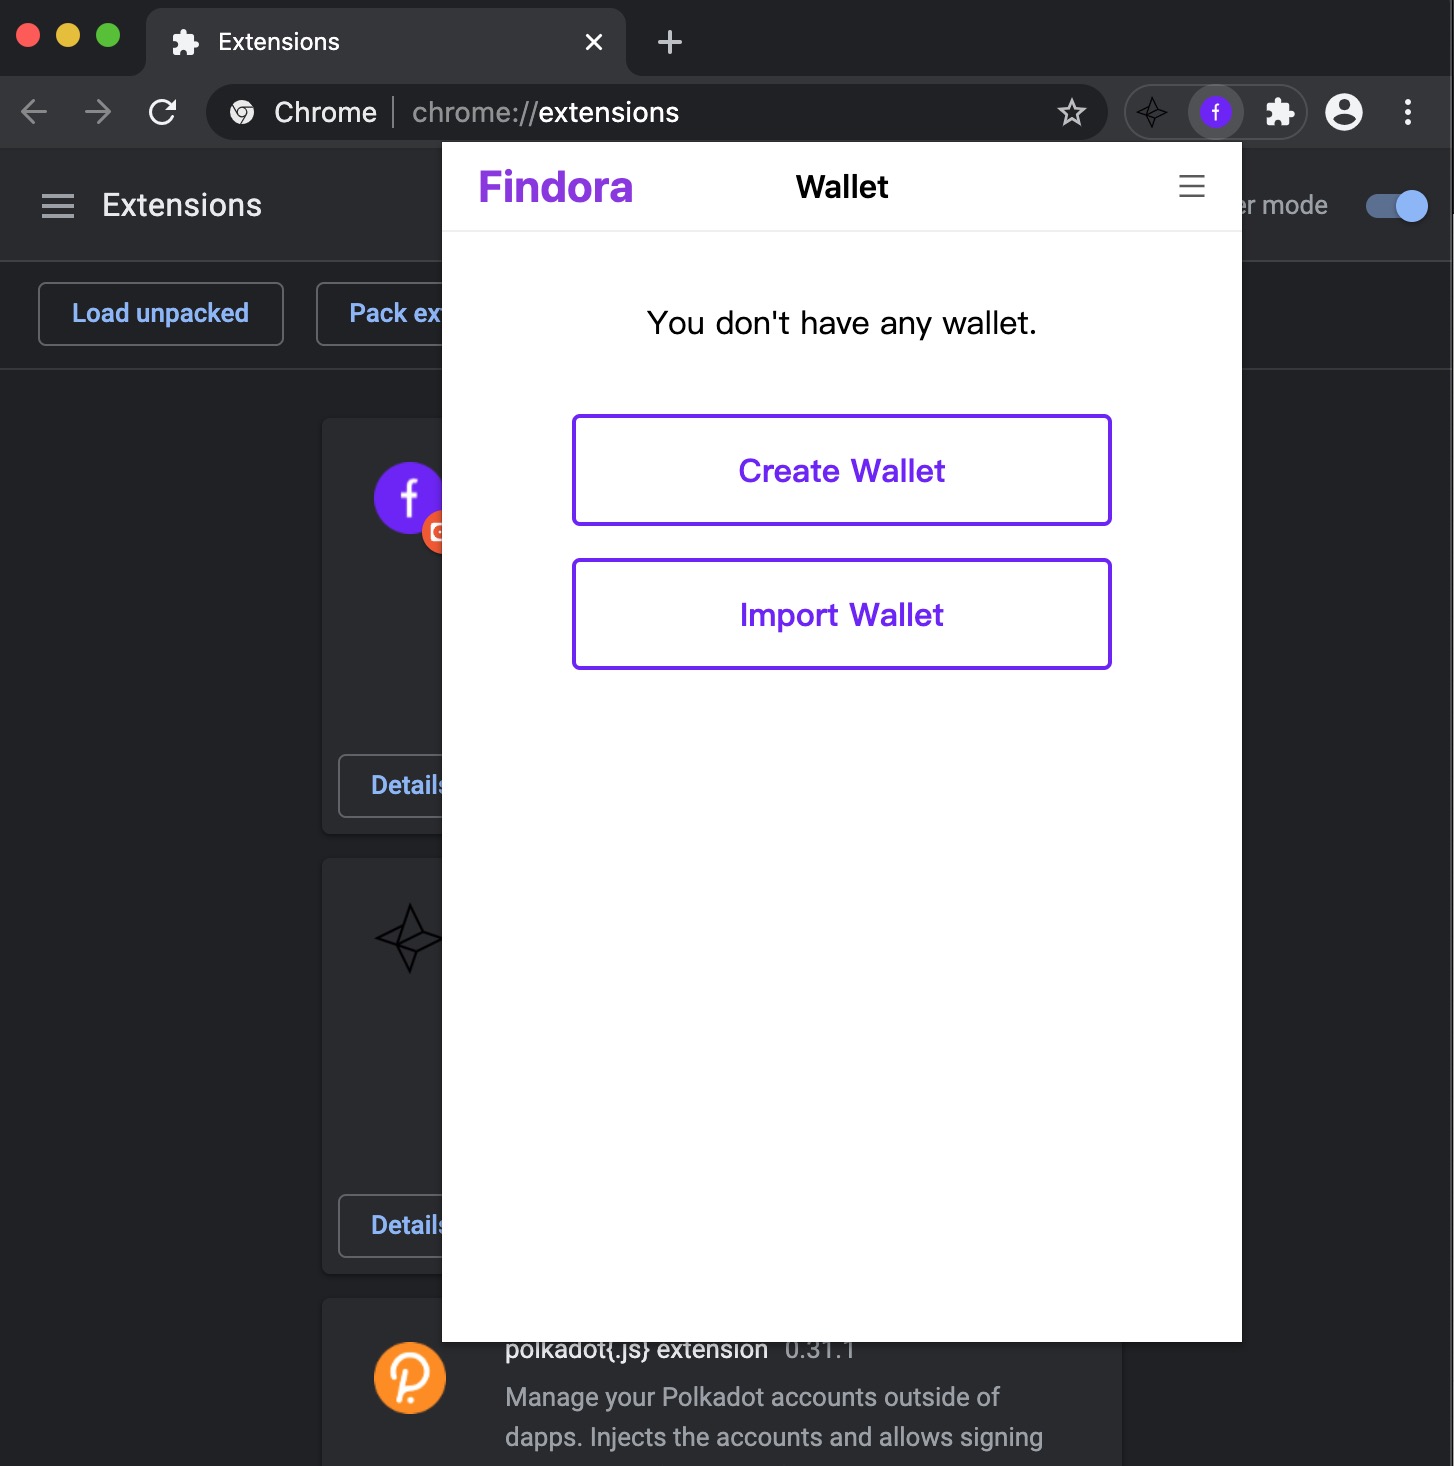 Extensions
Chrome
chrome://extensions
Extensions
er mode
Load unpacked
Pack ex
Findora
Wallet
You don't have any wallet.
Create Wallet
Import Wallet
Details
Details
polkadot{.js} extension 0.31.1
Manage your Polkadot accounts outside of
dapps. Injects the accounts and allows signing